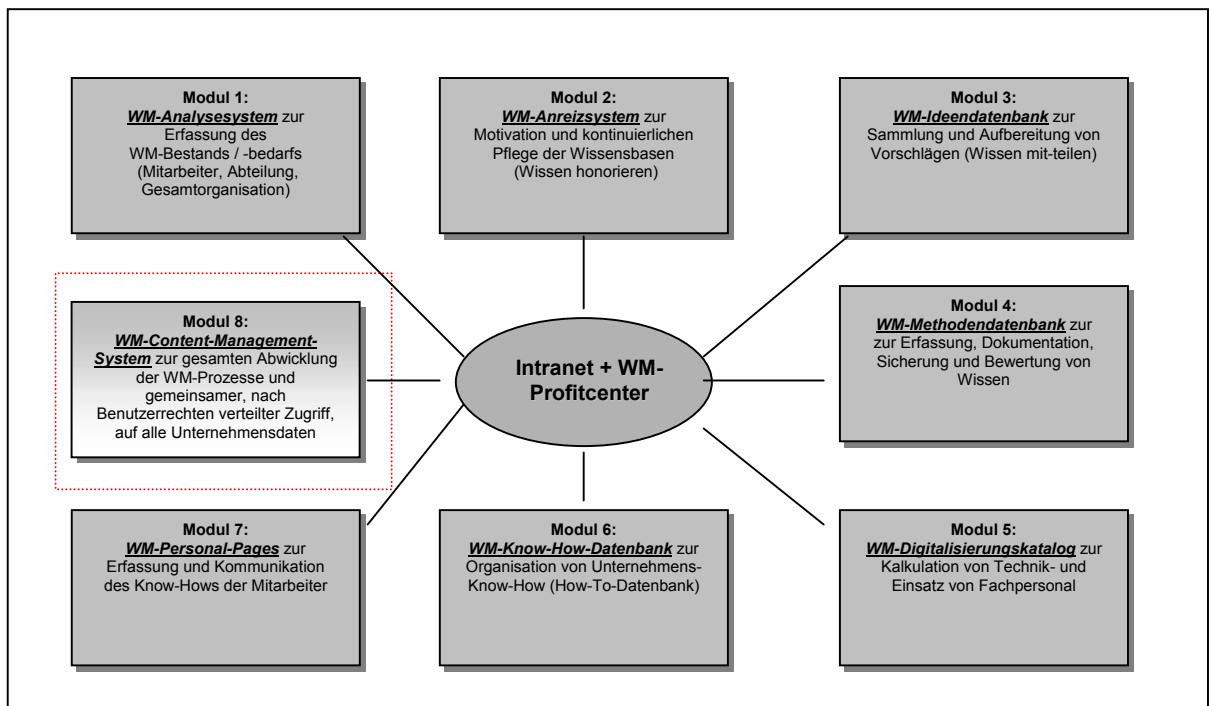 Modul 1:
WM-Analysesystem zur
Erfassung des
WM-Bestands / -bedarfs
(Mitarbeiter, Abteilung,
Gesamtorganisation)
Modul 2:
WM-Anreizsystem zur
Motivation und kontinuierlichen
Pflege der Wissensbasen
(Wissen honorieren)
Modul 3:
WM-Ideendatenbank zur
Sammlung und Aufbereitung von
Vorschlägen (Wissen mit-teilen)
Modul 8:
WM-Content-Management-
System zur gesamten Abwicklung
der WM-Prozesse und
gemeinsamer, nach
Benutzerrechten verteilter Zugriff,
auf alle Unternehmensdaten
Intranet + WM-
Profitcenter
Modul 4:
WM-Methodendatenbank zur
zur Erfassung, Dokumentation,
Sicherung und Bewertung von
Wissen
Modul 7:
WM-Personal-Pages zur
Erfassung und Kommunikation
des Know-Hows der Mitarbeiter
Modul 6:
WM-Know-How-Datenbank zur
Organisation von Unternehmens-
Know-How (How-To-Datenbank)
Modul 5:
WM-Digitalisierungskatalog zur
Kalkulation von Technik- und
Einsatz von Fachpersonal